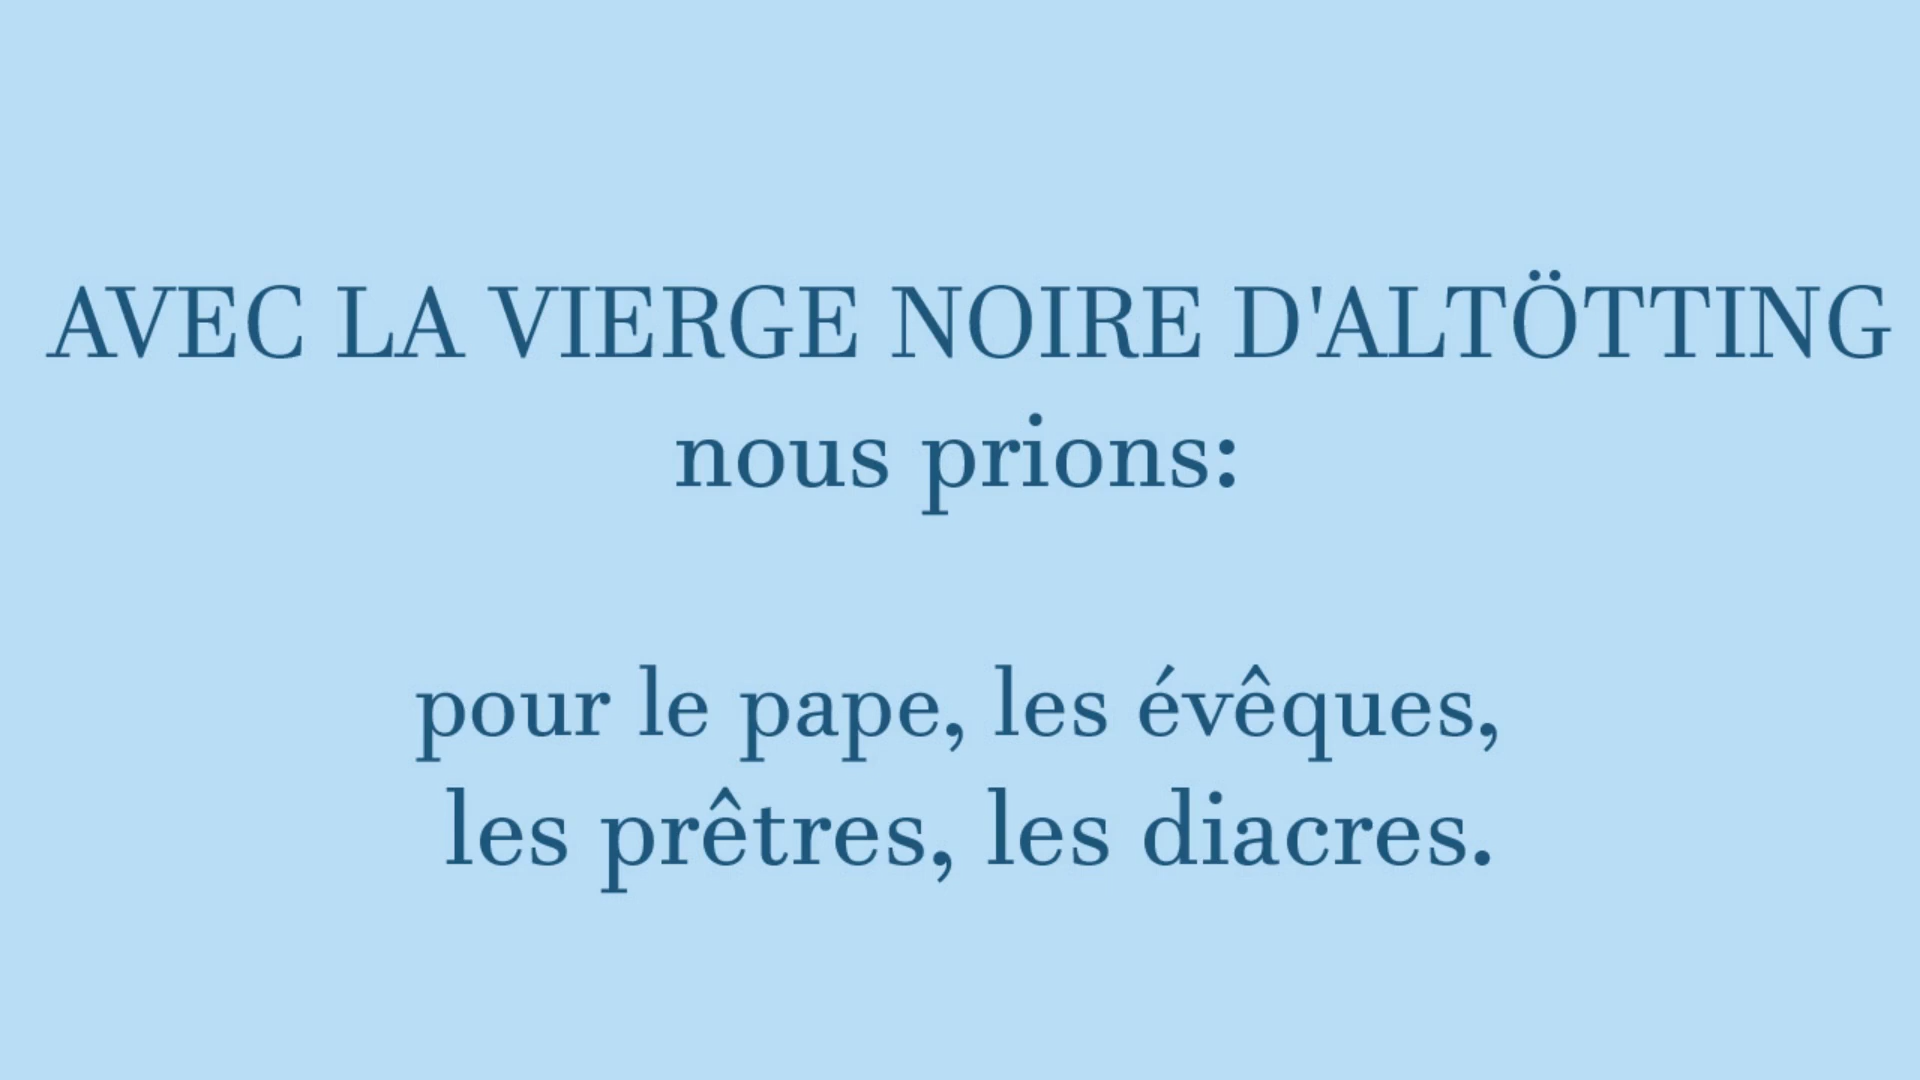 AVEC LA VIERGE NOIRE D'ALTÖTTING
nous prions:
pour le pape, les évêques,
les prêtres, les diacres.